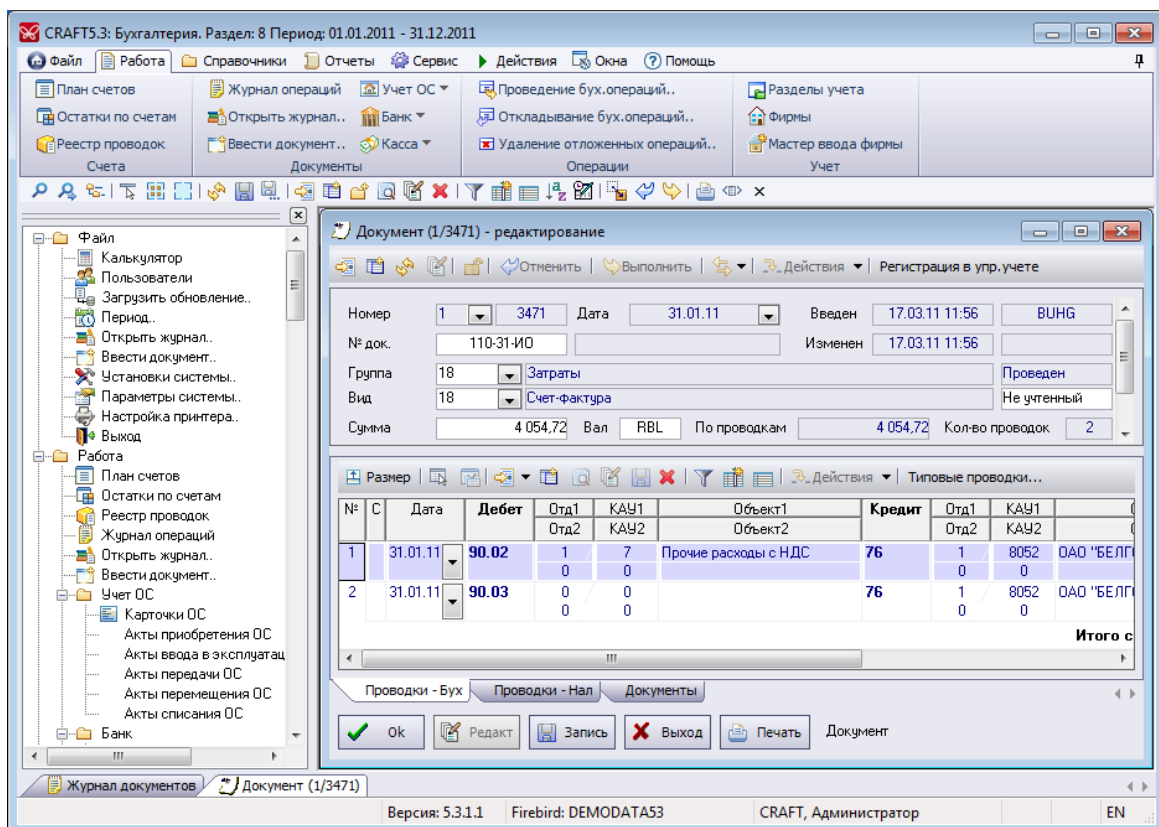 CRAFT5.3: Бухгалтерия. Раздел: 8 Период: 01.01.2011 - 31.12.2011
Файл Работа Справочники Отчеты Сервис Действия Окна Помощь
План счетов Журнал операций Учет ОС Проведение бух.операций.. Разделы учета
Остатки по счетам Открыть журнал.. Банк Откладывание бух.операций.. Фирмы
Реестр проводок Ввести документ.. Касса Удаление отложенных операций.. Мастер ввода фирмы
Счета Документы Операции Учет
Файл
Калькулятор
Пользователи
Загрузить обновление..
Период..
Открыть журнал..
Ввести документ..
Установки системы..
Параметры системы..
Настройка принтера..
Выход
Работа
План счетов
Остатки по счетам
Реестр проводок
Журнал операций
Открыть журнал..
Ввести документ..
Учет ОС
Карточки ОС
Акты приобретения ОС
Акты ввода в эксплуатац
Акты передачи ОС
Акты перемещения ОС
Акты списания ОС
Банк
Документ (1/3471) - редактирование
Отменить Выполнить Действия Регистрация в упр.учете
Номер 1 3471 Дата 31.01.11 Введен 17.03.11 11:56 BUHG
№ док. 110-31-ИО Изменен 17.03.11 11:56
Группа 18 Затраты Проведен
Вид 18 Счет-фактура Не учтенный
Сумма 4 054,72 Вал RBL По проводкам 4 054,72 Кол-во проводок 2
Размер Действия Типовые проводки...
№ С Дата Дебет Отд1 КАУ1 Объект1 Кредит Отд1 КАУ1
Отд2 КАУ2 Объект2 Отд2 КАУ2
1 31.01.11 90.02 1 7 Прочие расходы с НДС 76 1 8052 ОАО "БЕЛГ
0 0 0 0
2 31.01.11 90.03 0 0 76 1 8052 ОАО "БЕЛГ
0 0 0 0
Итого с
Проводки - Бух Проводки - Нал Документы
Ok Редакт Запись Выход Печать Документ
Журнал документов Документ (1/3471)
Версия: 5.3.1.1 Firebird: DEMODATA53 CRAFT, Администратор EN